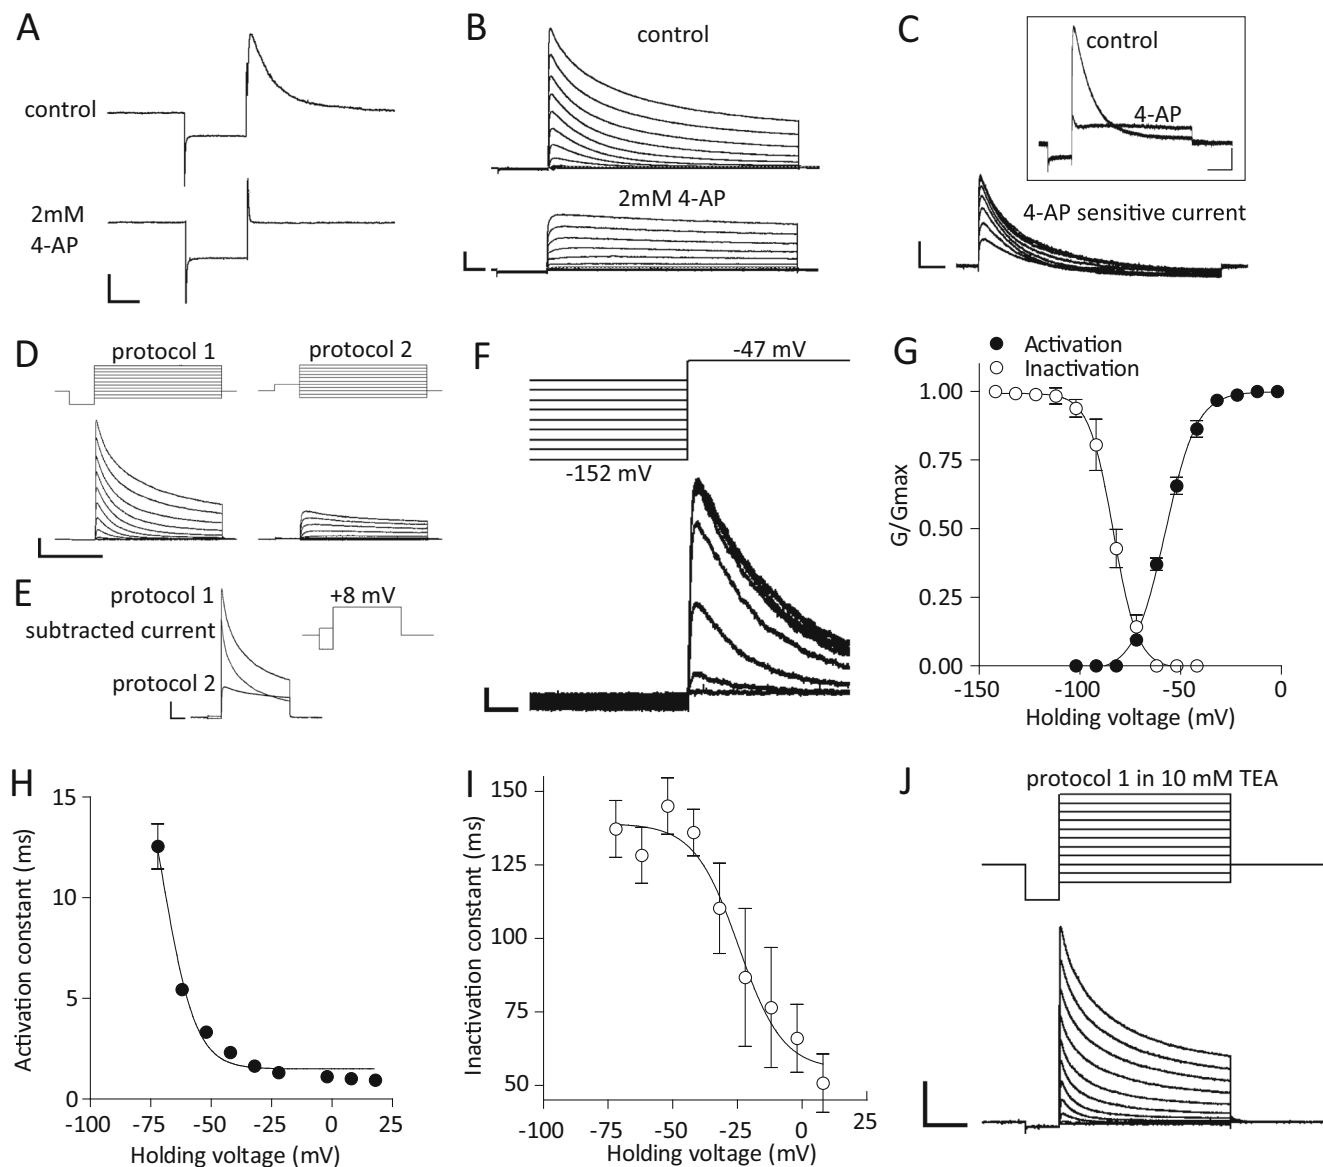 A
control
2mm
4-AP
B
control
2mM 4-AP
C
control
4-AP
4-AP sensitive current
D
protocol 1
protocol 2
E
protocol 1
subtracted current
protocol 2
+8 mV
F
-47 mV
-152 mV
G
Activation
Inactivation
1.00
0.75
0.50
0.25
0.00
G/Gmax
-150
-100
-50
0
Holding voltage (mV)
H
15
10
5
0
Activation constant (ms)
-100
-75
-50
-25
0
25
Holding voltage (mV)
I
150
125
100
75
50
Inactivation constant (ms)
-100
-75
-50
-25
0
25
Holding voltage (mV)
J
protocol 1 in 10 mM TEA